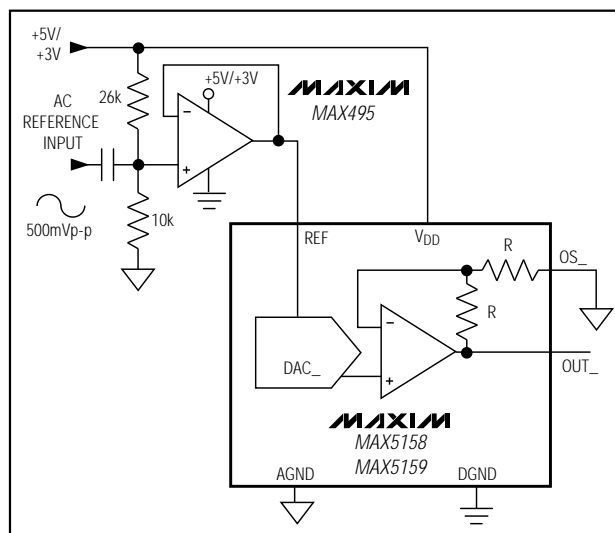 +5V/
+3V
26k
+5V/+3V
MAXIM
MAX495
AC
REFERENCE
INPUT
500mVp-p
10k
REF
VDD
R
OS_
R
DAC_
OUT_
MAXIM
MAX5158
MAX5159
AGND
DGND
−
+
−
+